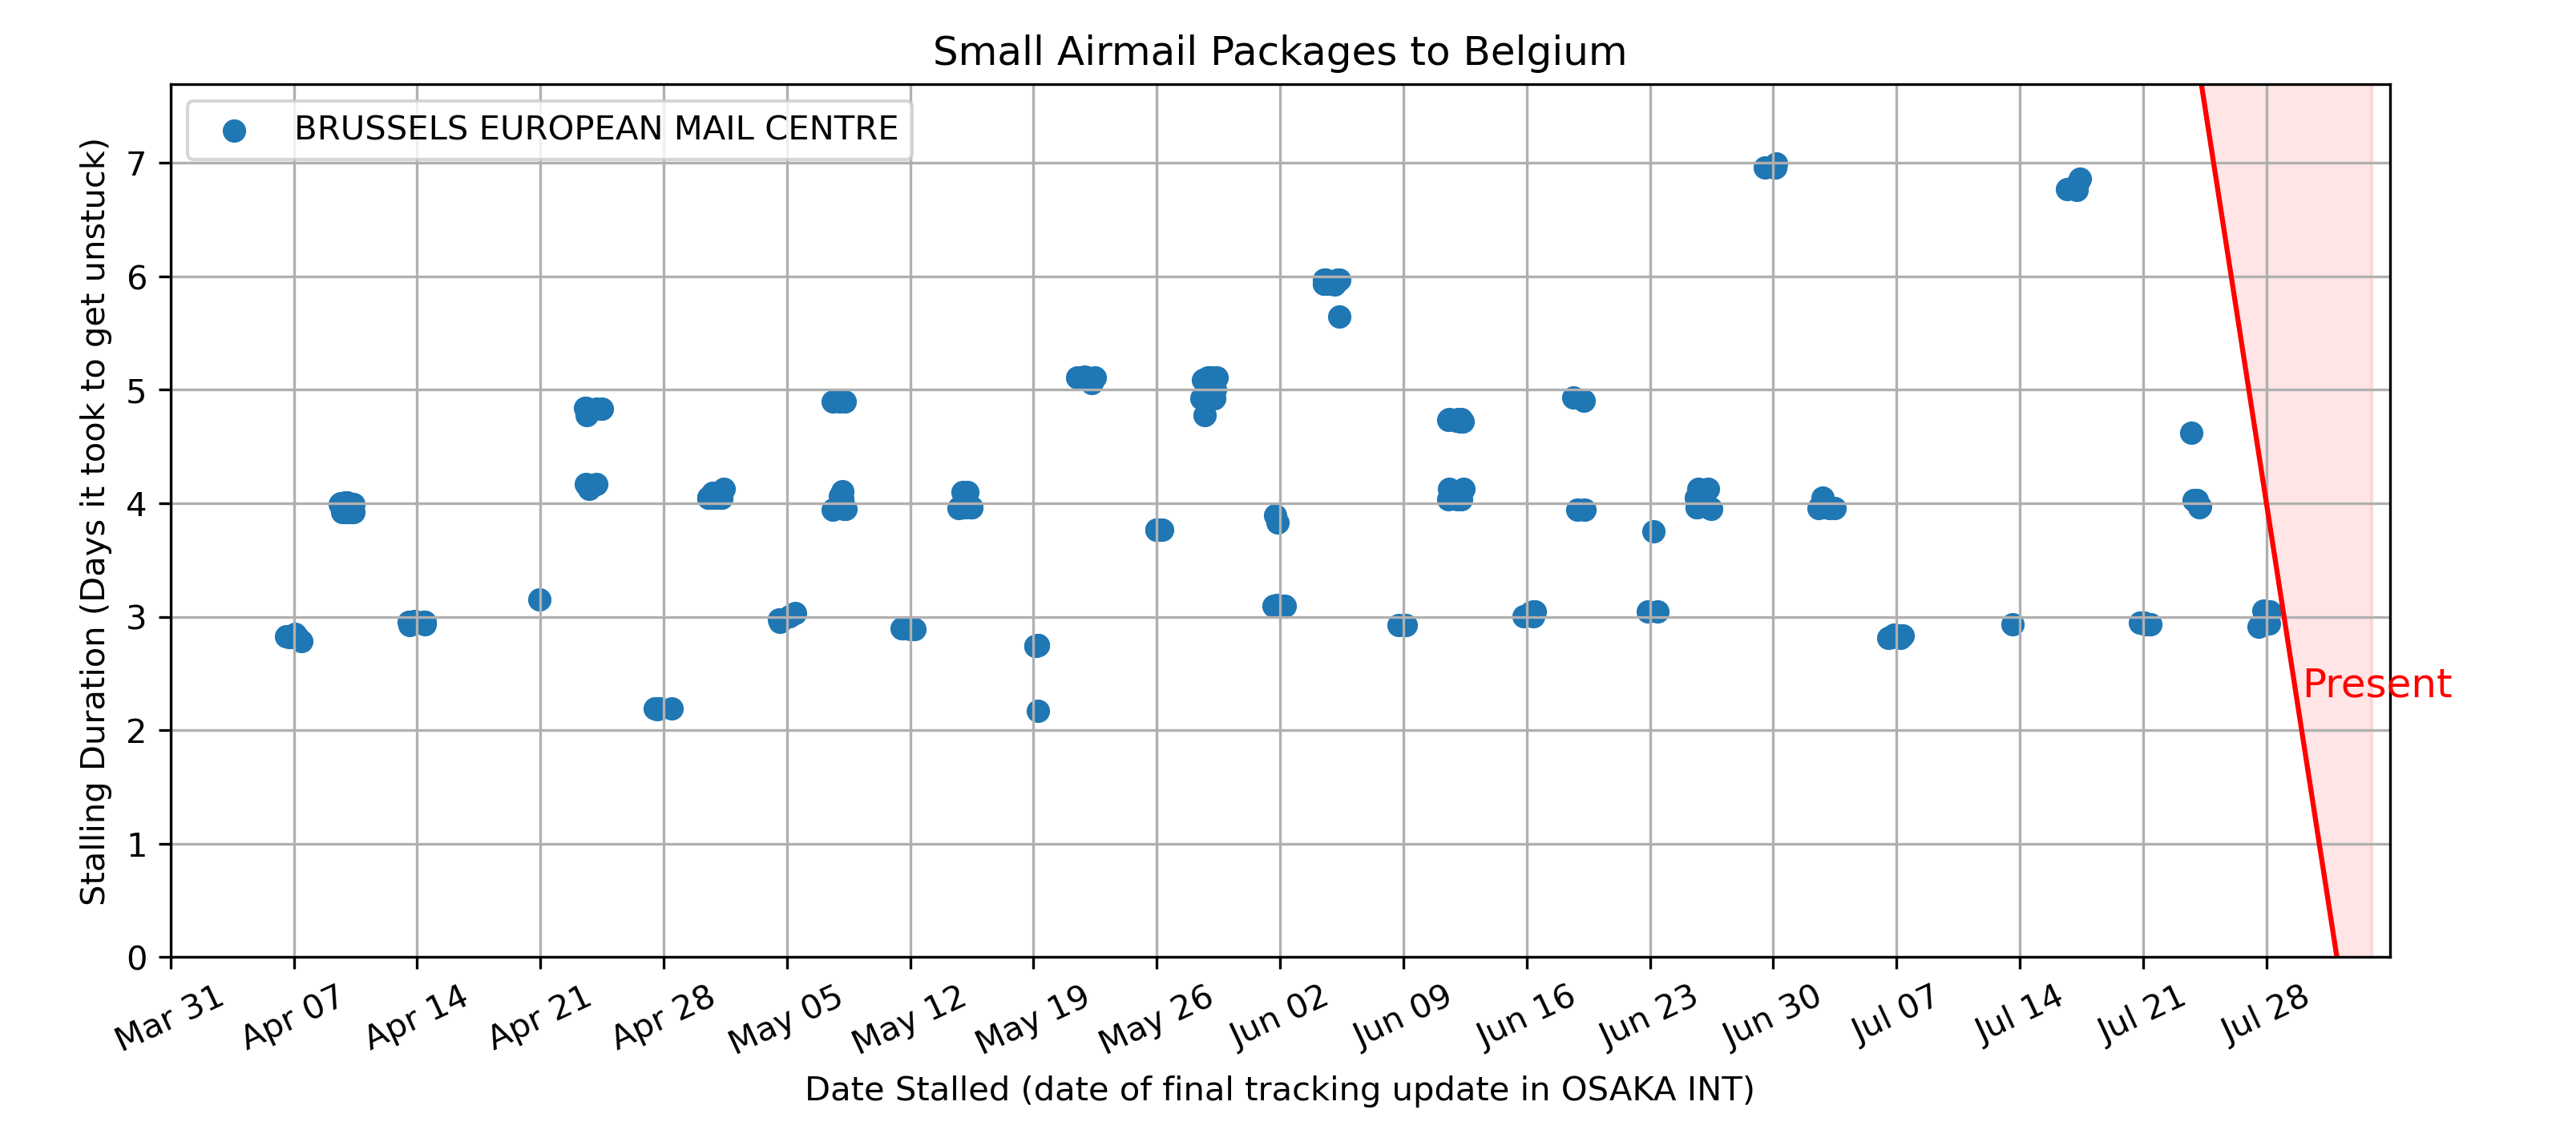 Small Airmail Packages to Belgium
BRUSSELS EUROPEAN MAIL CENTRE
Stalling Duration (Days it took to get unstuck)
7
6
5
4
3
2
1
0
Present
Mar 31
Apr 07
Apr 14
Apr 21
Apr 28
May 05
May 12
May 19
May 26
Jun 02
Jun 09
Jun 16
Jun 23
Jun 30
Jul 07
Jul 14
Jul 21
Jul 28
Date Stalled (date of final tracking update in OSAKA INT)